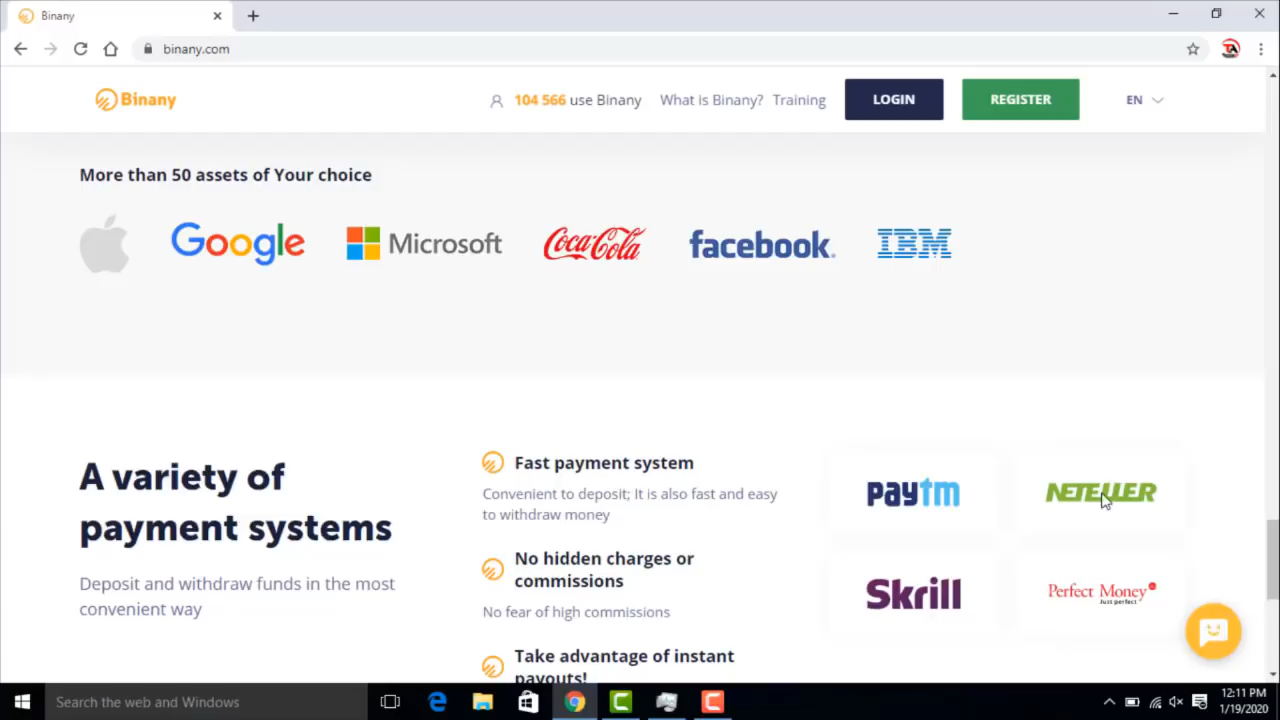 Binany
binany.com
Binany
104 566 use Binany
What is Binany?
Training
LOGIN
REGISTER
EN
More than 50 assets of Your choice
Google
Microsoft
Coca-Cola
facebook.
IBM
A variety of
payment systems
Deposit and withdraw funds in the most
convenient way
Fast payment system
Convenient to deposit; It is also fast and easy
to withdraw money
No hidden charges or
commissions
No fear of high commissions
Take advantage of instant
payouts!
paytm
NETELLER
Skrill
Perfect Money
Just perfect
Search the web and Windows
12:11 PM
1/19/2020